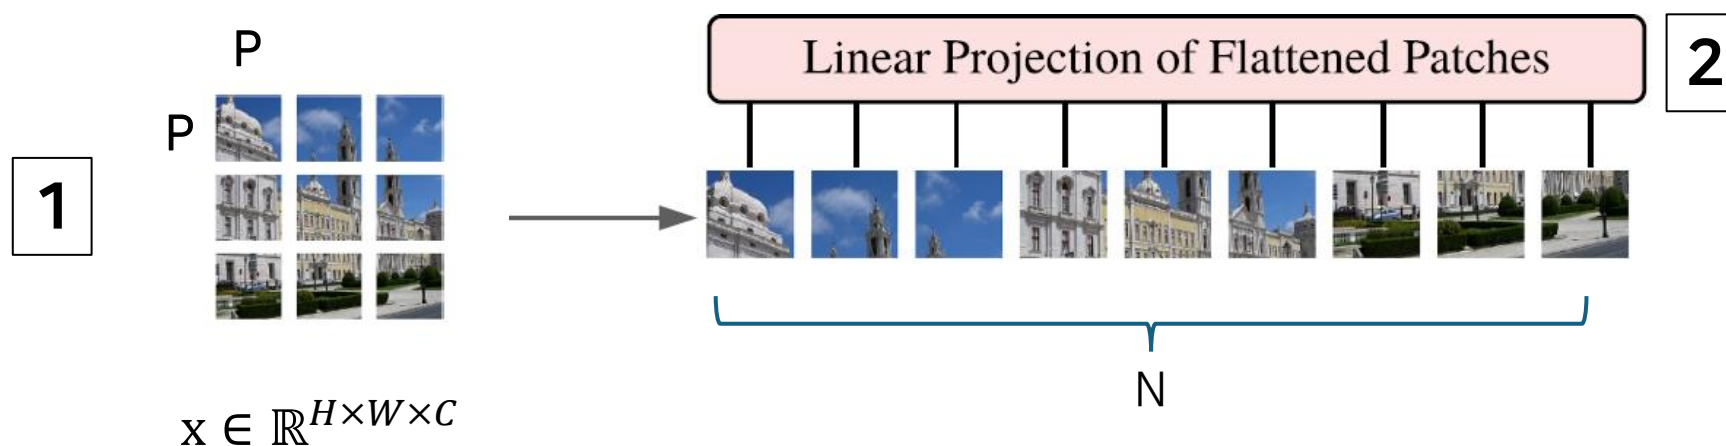 P
P
1
x ∈ ℝ^{H×W×C}
Linear Projection of Flattened Patches
2
N